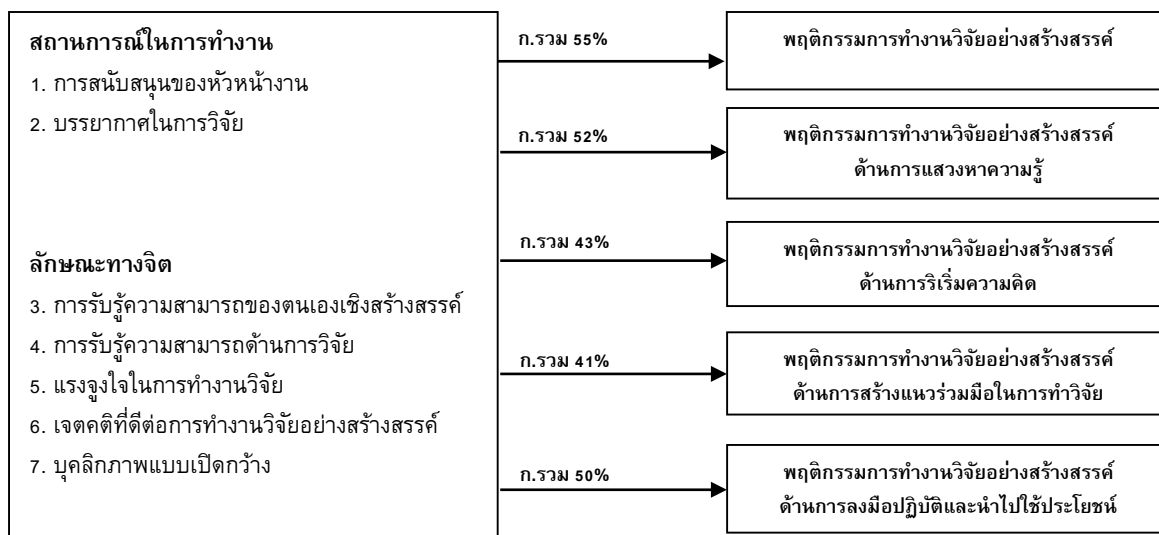 สถานการณ์ในการทำงาน
1. การสนับสนุนของหัวหน้างาน
2. บรรยากาศในการวิจัย
ลักษณะทางจิต
3. การรับรู้ความสามารถของตนเองเชิงสร้างสรรค์
4. การรับรู้ความสามารถด้านการวิจัย
5. แรงจูงใจในการทำงานวิจัย
6. เจตคติที่ดีต่อการทำงานวิจัยอย่างสร้างสรรค์
7. บุคลิกภาพแบบเปิดกว้าง
ก.รวม 55%
พฤติกรรมการทำงานวิจัยอย่างสร้างสรรค์
ก.รวม 52%
พฤติกรรมการทำงานวิจัยอย่างสร้างสรรค์
ด้านการแสวงหาความรู้
ก.รวม 43%
พฤติกรรมการทำงานวิจัยอย่างสร้างสรรค์
ด้านการริเริ่มความคิด
ก.รวม 41%
พฤติกรรมการทำงานวิจัยอย่างสร้างสรรค์
ด้านการสร้างแนวร่วมมือในการทำวิจัย
ก.รวม 50%
พฤติกรรมการทำงานวิจัยอย่างสร้างสรรค์
ด้านการลงมือปฏิบัติและนำไปใช้ประโยชน์